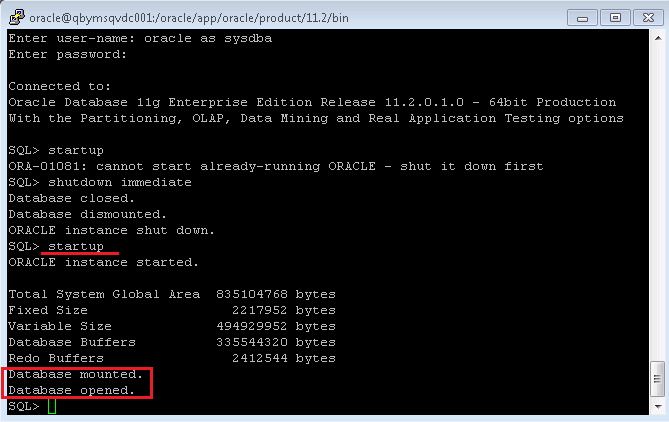 oracle@qbymsqvdc001:/oracle/app/oracle/product/11.2/bin
Enter user-name: oracle as sysdba
Enter password:
Connected to:
Oracle Database 11g Enterprise Edition Release 11.2.0.1.0 - 64bit Production
With the Partitioning, OLAP, Data Mining and Real Application Testing options
SQL> startup
ORA-01081: cannot start already-running ORACLE - shut it down first
SQL> shutdown immediate
Database closed.
Database dismounted.
ORACLE instance shut down.
SQL> startup
ORACLE instance started.
Total System Global Area  835104768 bytes
Fixed Size                  2217952 bytes
Variable Size             494929952 bytes
Database Buffers          335544320 bytes
Redo Buffers                2412544 bytes
Database mounted.
Database opened.
SQL>